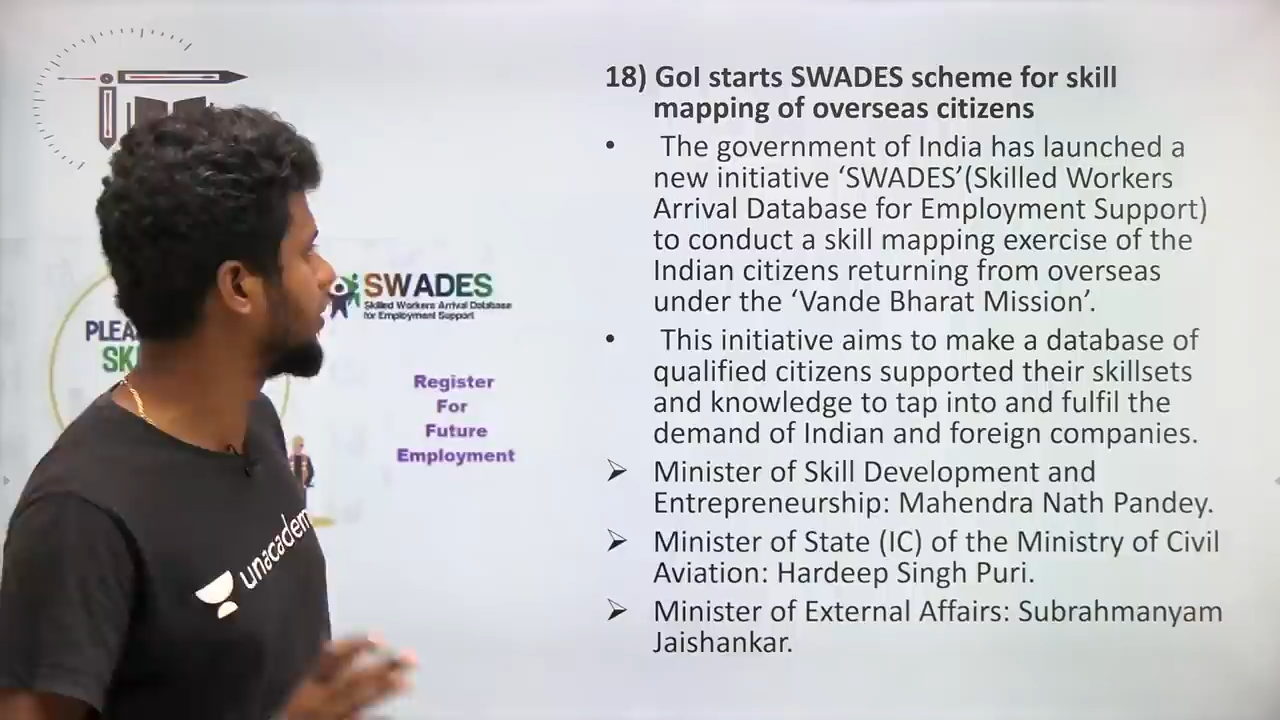 18) GoI starts SWADES scheme for skill
mapping of overseas citizens
• The government of India has launched a
new initiative ‘SWADES’(Skilled Workers
Arrival Database for Employment Support)
to conduct a skill mapping exercise of the
Indian citizens returning from overseas
under the ‘Vande Bharat Mission’.
• This initiative aims to make a database of
qualified citizens supported their skillsets
and knowledge to tap into and fulfil the
demand of Indian and foreign companies.
➢ Minister of Skill Development and
Entrepreneurship: Mahendra Nath Pandey.
➢ Minister of State (IC) of the Ministry of Civil
Aviation: Hardeep Singh Puri.
➢ Minister of External Affairs: Subrahmanyam
Jaishankar.
SWADES
Skilled Workers Arrival Database
for Employment Support
Register
For
Future
Employment
unacadem